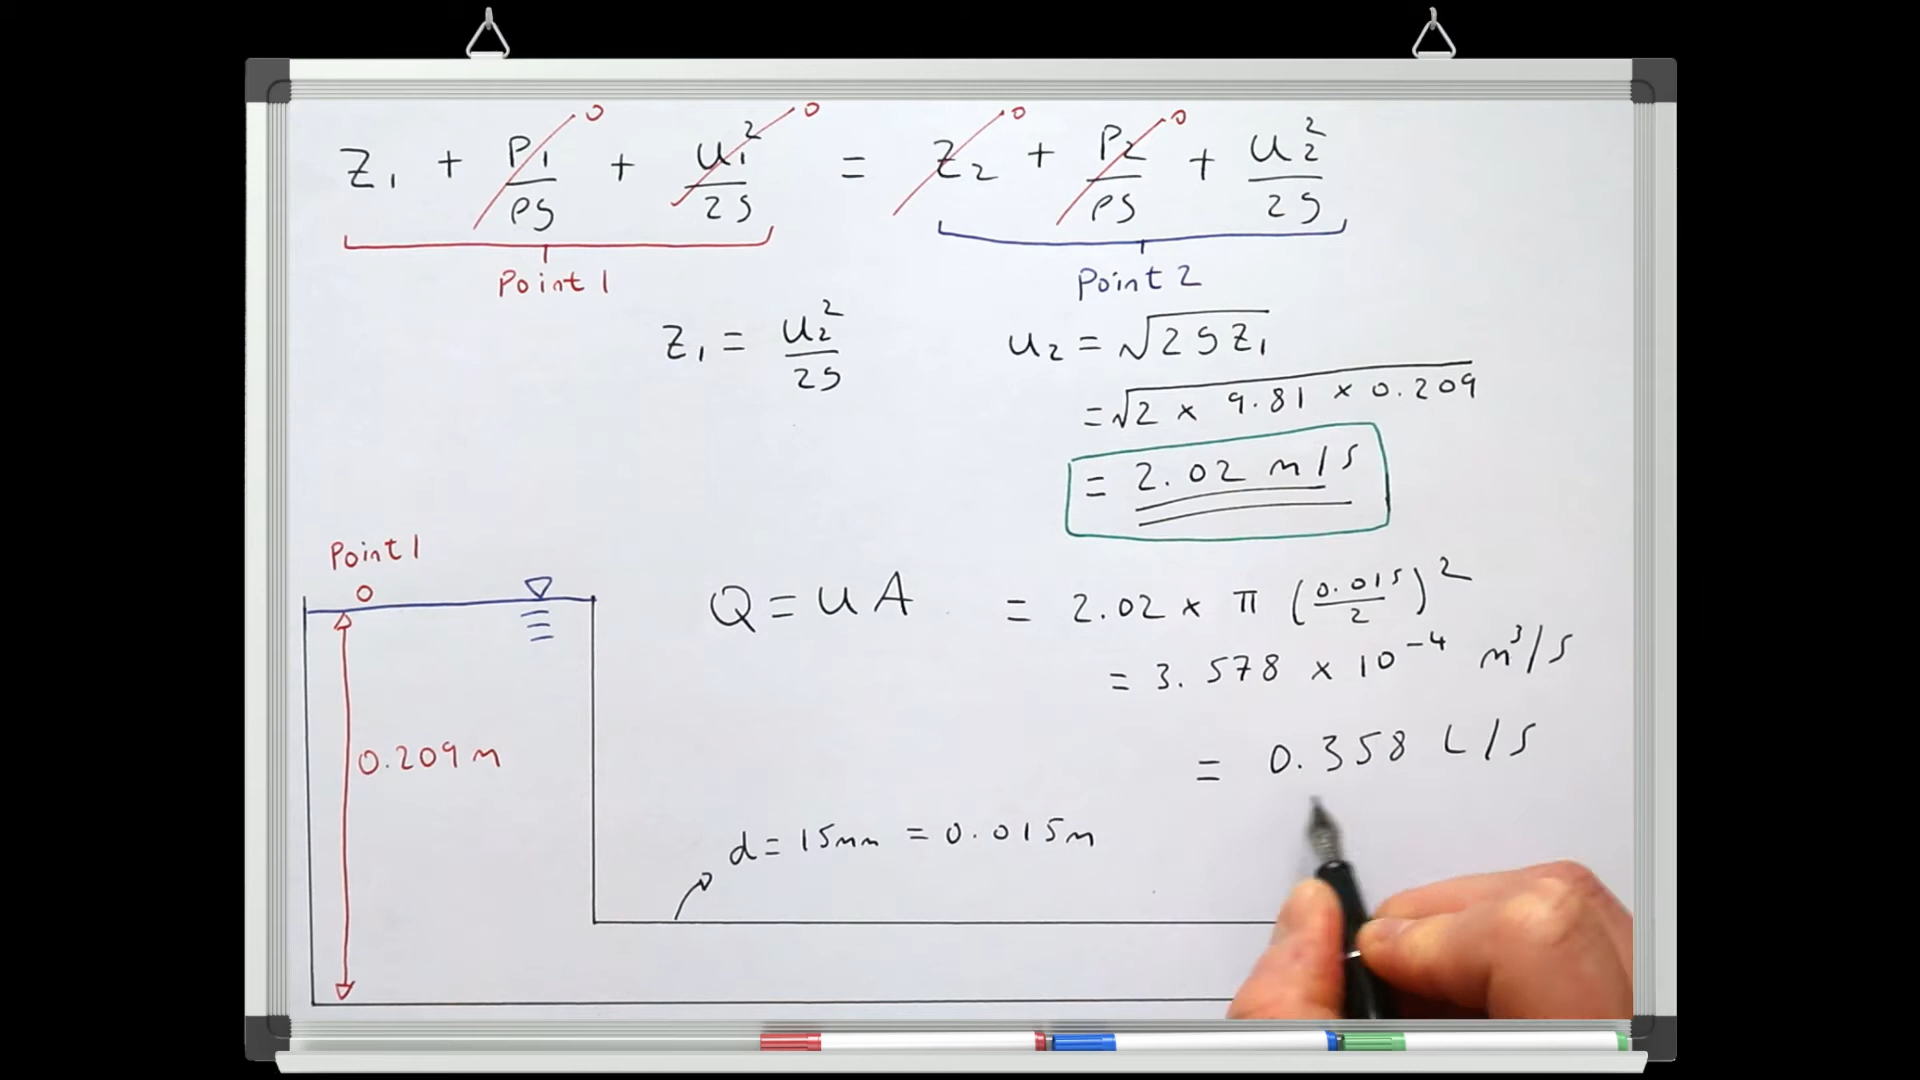 Z₁ + P₁/ρg + u₁²/2g = Z₂ + P₂/ρg + u₂²/2g
0 0 0 0
Point 1 Point 2
Z₁ = u₂²/2g
u₂ = √2gZ₁
= √2 × 9.81 × 0.209
= 2.02 m/s
Point 1
Q = uA = 2.02 × π (0.015/2)²
= 3.578 × 10⁻⁴ m³/s
= 0.358 L/s
0.209 m
d = 15mm = 0.015m